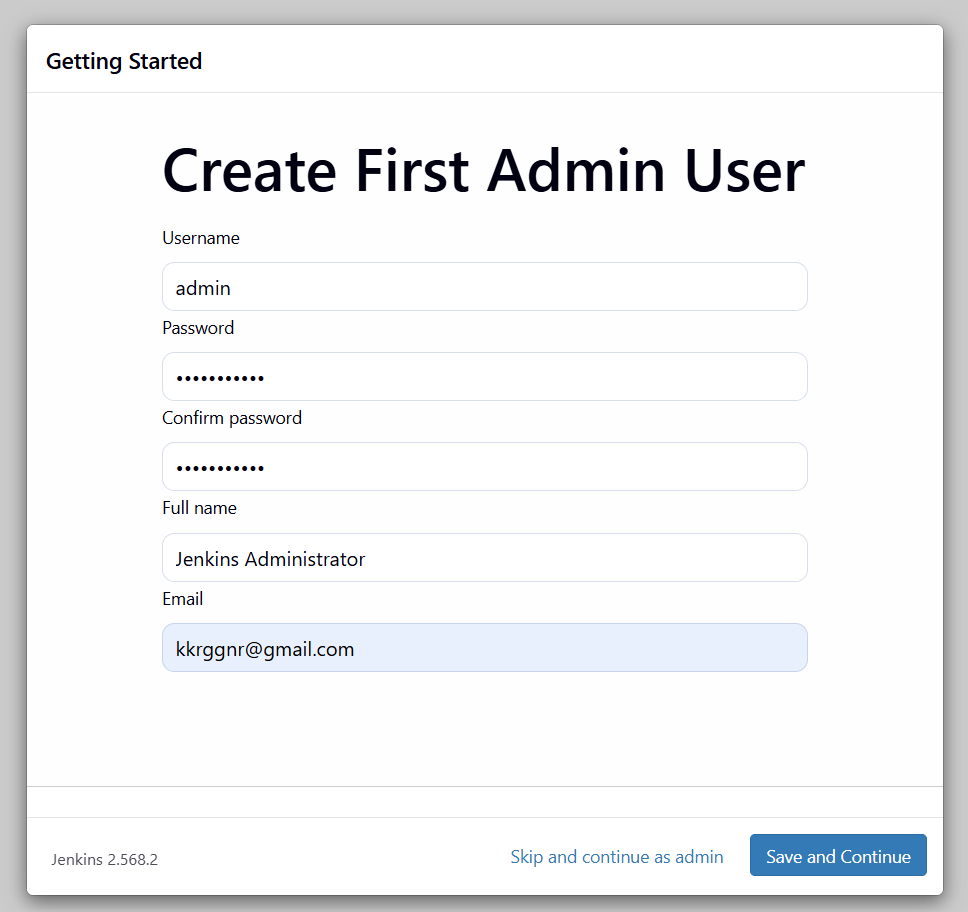 Getting Started
Create First Admin User
Username
admin
Password
•••••••••••
Confirm password
•••••••••••
Full name
Jenkins Administrator
Email
kkrggnr@gmail.com
Jenkins 2.568.2
Skip and continue as admin
Save and Continue